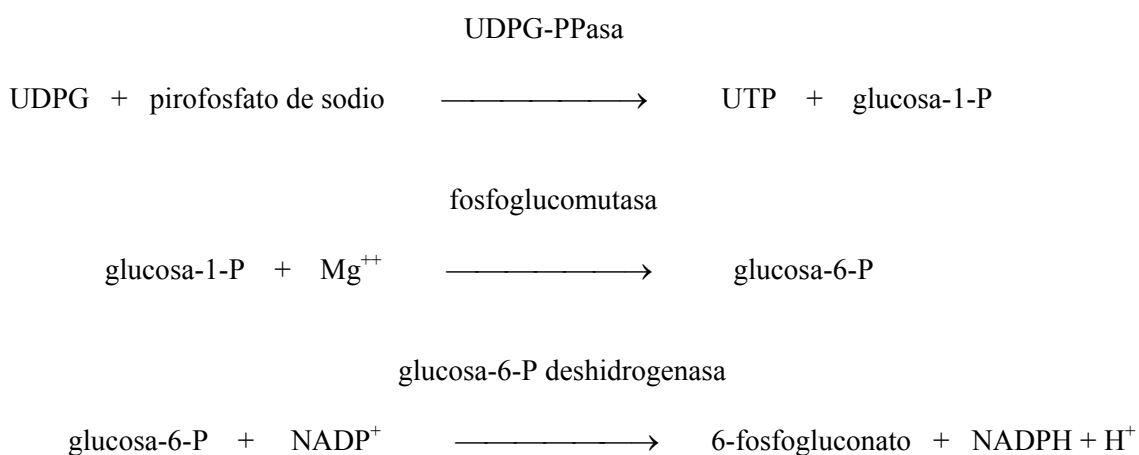 UDPG-PPasa
UDPG + pirofosfato de sodio ⟶ UTP + glucosa-1-P
fosfoglucomutasa
glucosa-1-P + Mg⁺⁺ ⟶ glucosa-6-P
glucosa-6-P deshidrogenasa
glucosa-6-P + NADP⁺ ⟶ 6-fosfogluconato + NADPH + H⁺